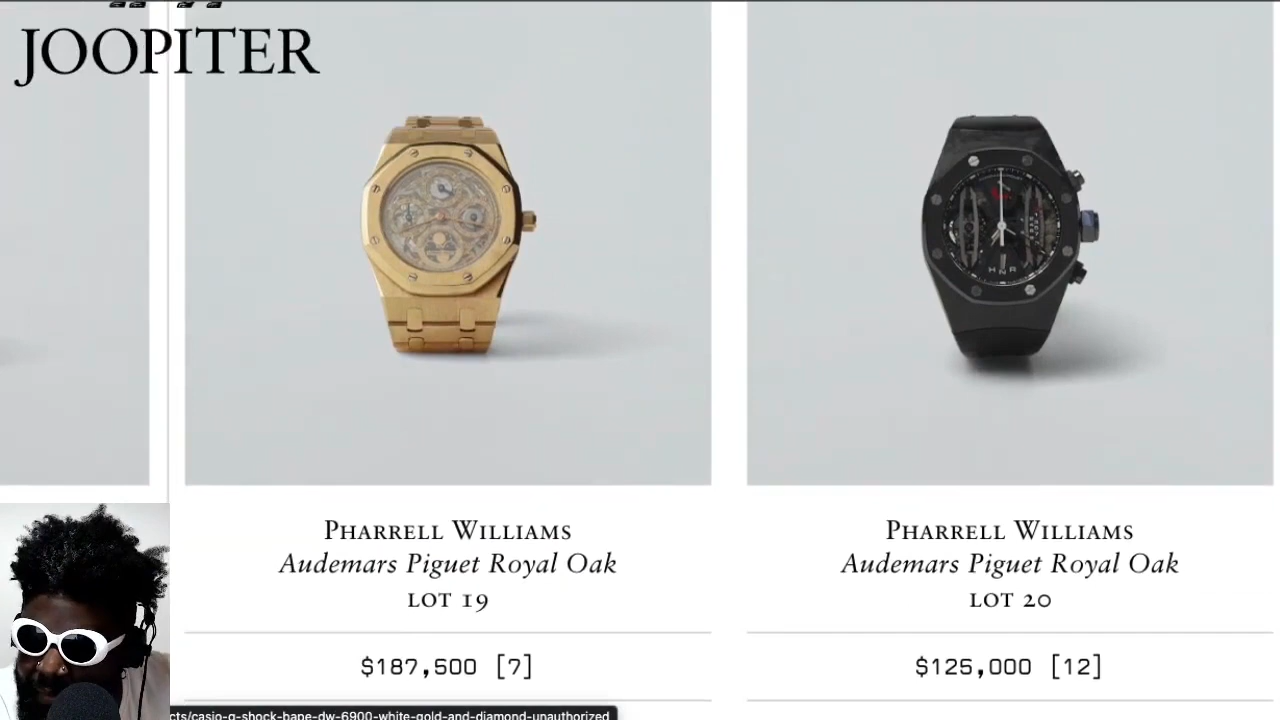 JOOPITER
PHARRELL WILLIAMS
Audemars Piguet Royal Oak
LOT 19
$187,500 [7]
PHARRELL WILLIAMS
Audemars Piguet Royal Oak
LOT 20
$125,000 [12]
cts/casio-g-shock-bape-dw-6900-white-gold-and-diamond-unauthorized